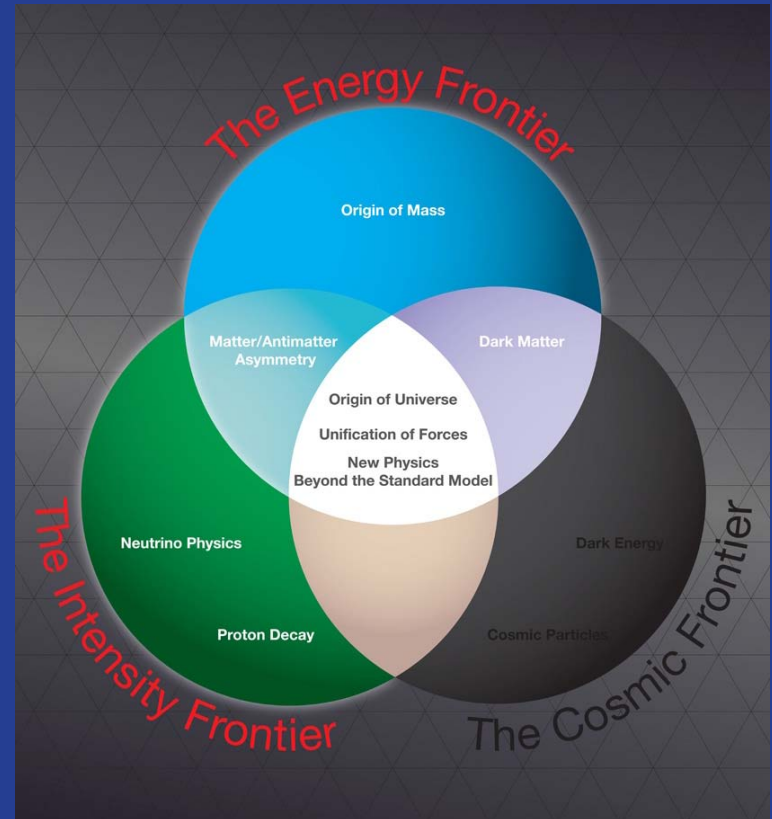 The Energy Frontier
Origin of Mass
Matter/Antimatter
Asymmetry
Dark Matter
Origin of Universe
Unification of Forces
New Physics
Beyond the Standard Model
Neutrino Physics
Dark Energy
Proton Decay
Cosmic Particles
The Intensity Frontier
The Cosmic Frontier